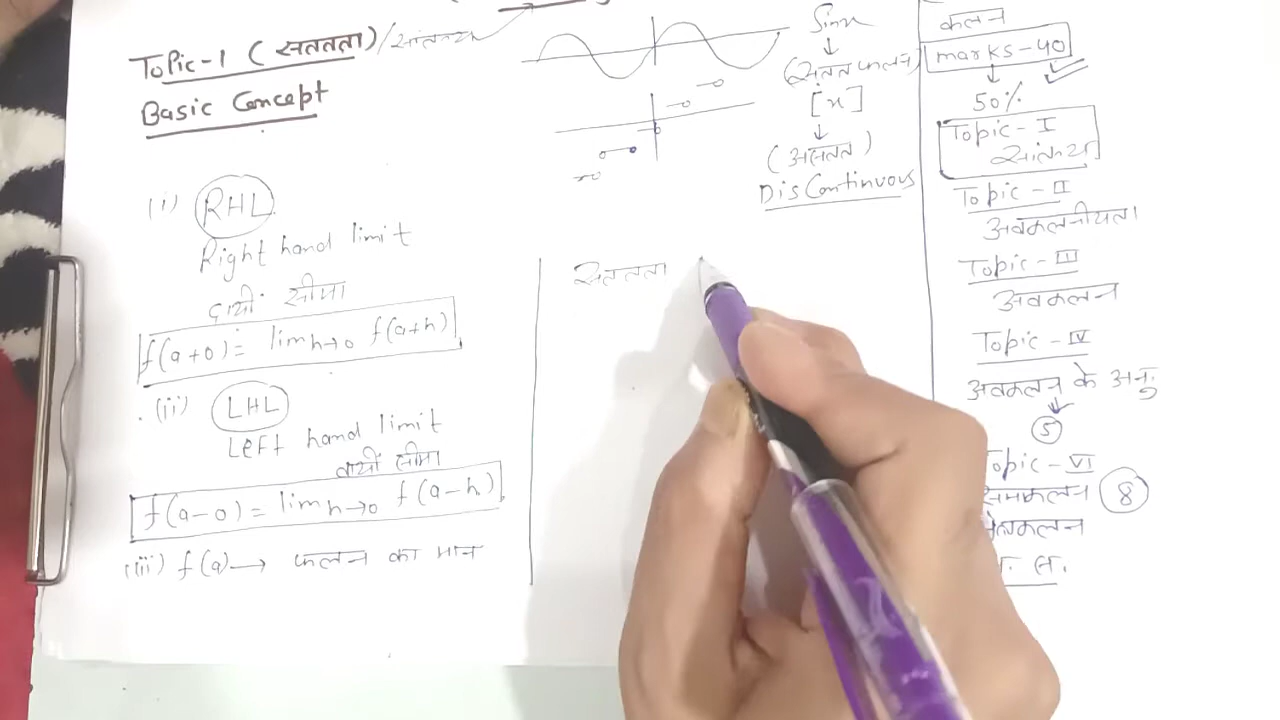 Topic-1 (सततता)/सांतत्य
Basic Concept
(i) RHL
Right hand limit
दायीं सीमा
f(a+0) = lim h→0 f(a+h)
(ii) LHL
Left hand limit
बायीं सीमा
f(a-0) = lim h→0 f(a-h)
(iii) f(a) → फलन का मान
Sinx
↓
(सतत फलन)
[x]
↓
(असतत)
DisContinuous
सततता
कलन
marks-40
↓
50%
Topic-I
सांतत्य
Topic-II
अवकलनीयता
Topic-III
अवकलन
Topic-IV
अवकलन के अनु.
5
Topic-VI
समाकलन 8